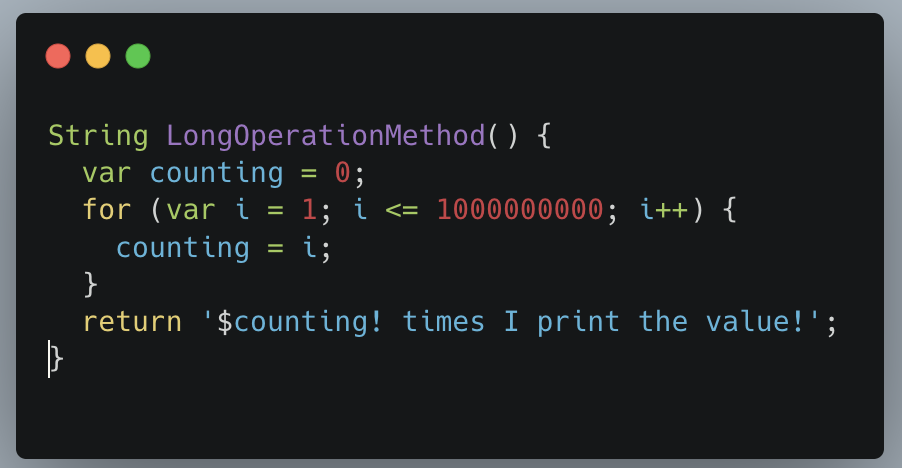 String LongOperationMethod() {
  var counting = 0;
  for (var i = 1; i <= 1000000000; i++) {
    counting = i;
  }
  return '$counting! times I print the value!';
}